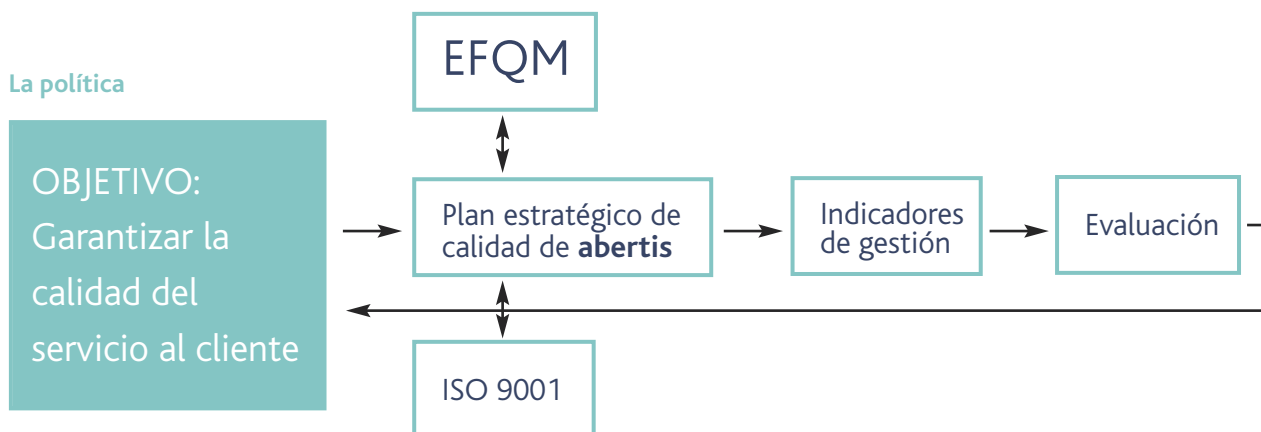 La política
OBJETIVO:
Garantizar la
calidad del
servicio al cliente
EFQM
Plan estratégico de
calidad de abertis
ISO 9001
Indicadores
de gestión
Evaluación